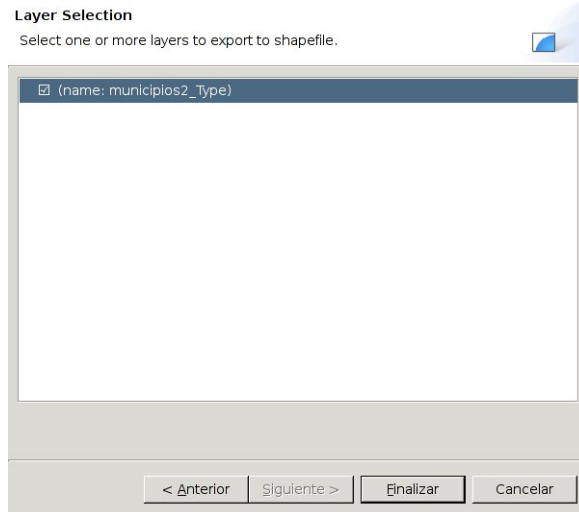 Layer Selection
Select one or more layers to export to shapefile.
(name: municipios2_Type)
< Anterior
Siguiente >
Finalizar
Cancelar